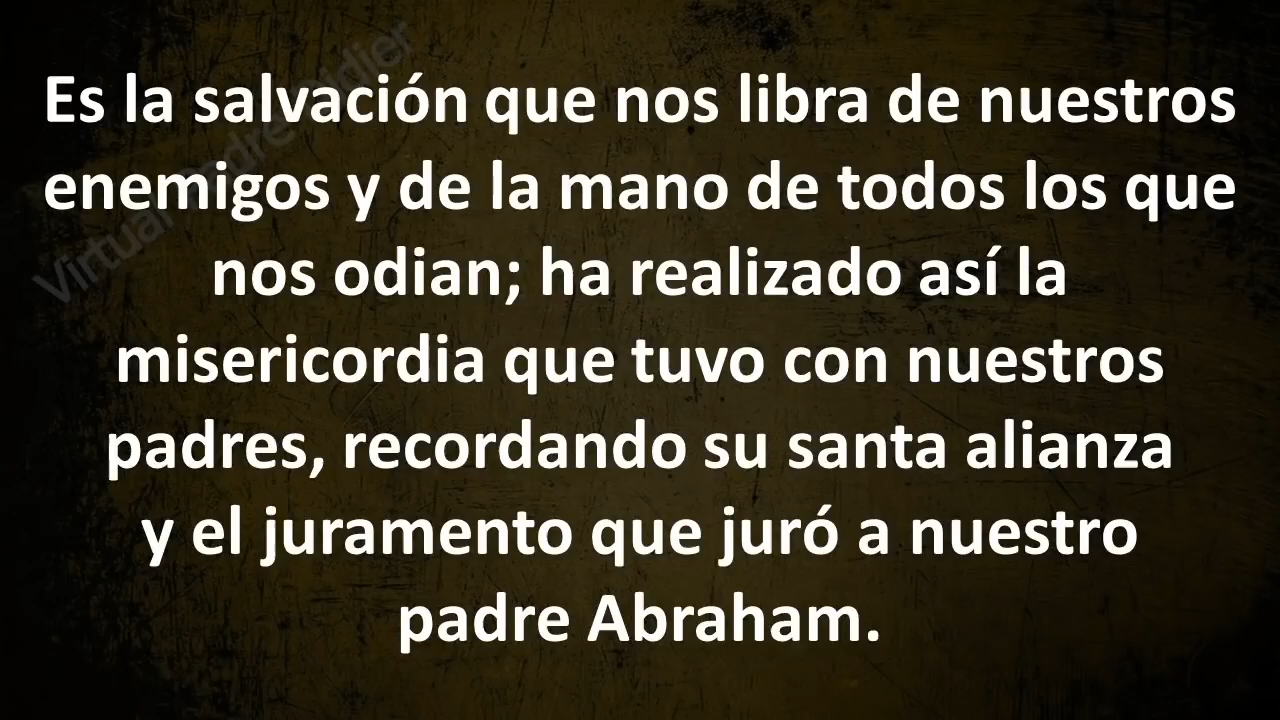 Es la salvación que nos libra de nuestros
enemigos y de la mano de todos los que
nos odian; ha realizado así la
misericordia que tuvo con nuestros
padres, recordando su santa alianza
y el juramento que juró a nuestro
padre Abraham.